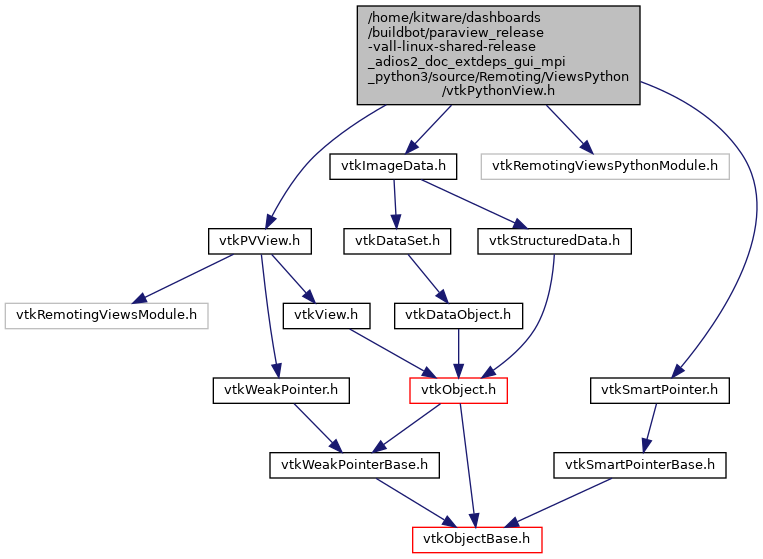 /home/kitware/dashboards
/buildbot/paraview_release
-vall-linux-shared-release
_adios2_doc_extdeps_gui_mpi
_python3/source/Remoting/ViewsPython
/vtkPythonView.h
vtkImageData.h
vtkRemotingViewsPythonModule.h
vtkPVView.h
vtkDataSet.h
vtkStructuredData.h
vtkRemotingViewsModule.h
vtkView.h
vtkDataObject.h
vtkWeakPointer.h
vtkObject.h
vtkSmartPointer.h
vtkWeakPointerBase.h
vtkSmartPointerBase.h
vtkObjectBase.h